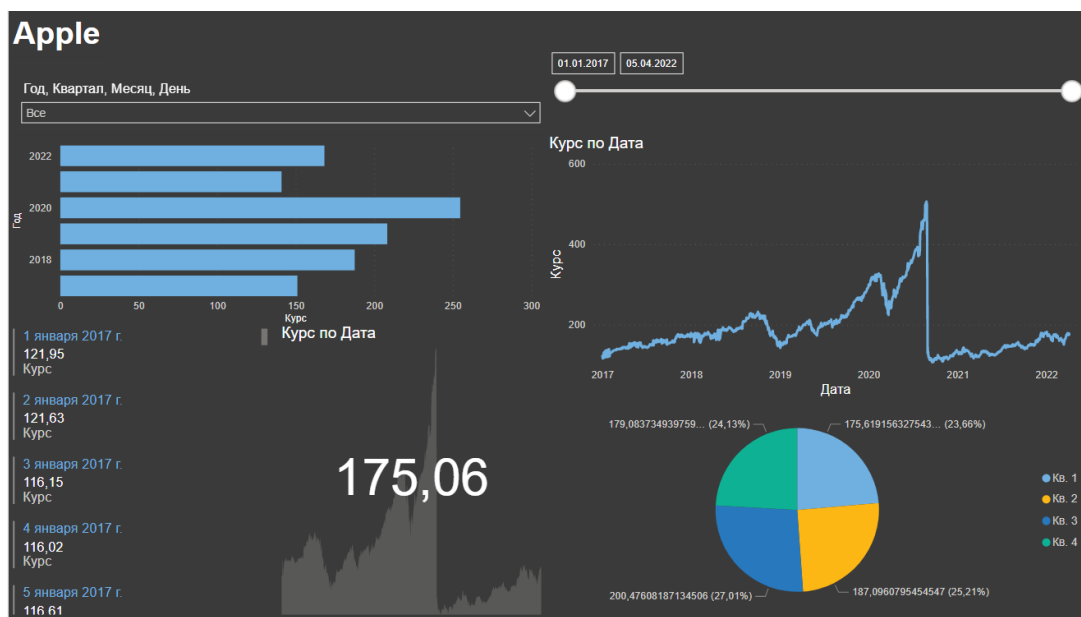 Apple
Год, Квартал, Месяц, День
Все
01.01.2017 05.04.2022
Год
2022
2020
2018
0 50 100 150 200 250 300
Курс
1 января 2017 г.
121,95
Курс
2 января 2017 г.
121,63
Курс
3 января 2017 г.
116,15
Курс
4 января 2017 г.
116,02
Курс
5 января 2017 г.
116,61
Курс по Дата
175,06
Курс по Дата
Курс
600
400
200
2017 2018 2019 2020 2021 2022
Дата
179,083734939759... (24,13%)
175,619156327543... (23,66%)
200,47608187134506 (27,01%)
187,0960795454547 (25,21%)
Кв. 1
Кв. 2
Кв. 3
Кв. 4